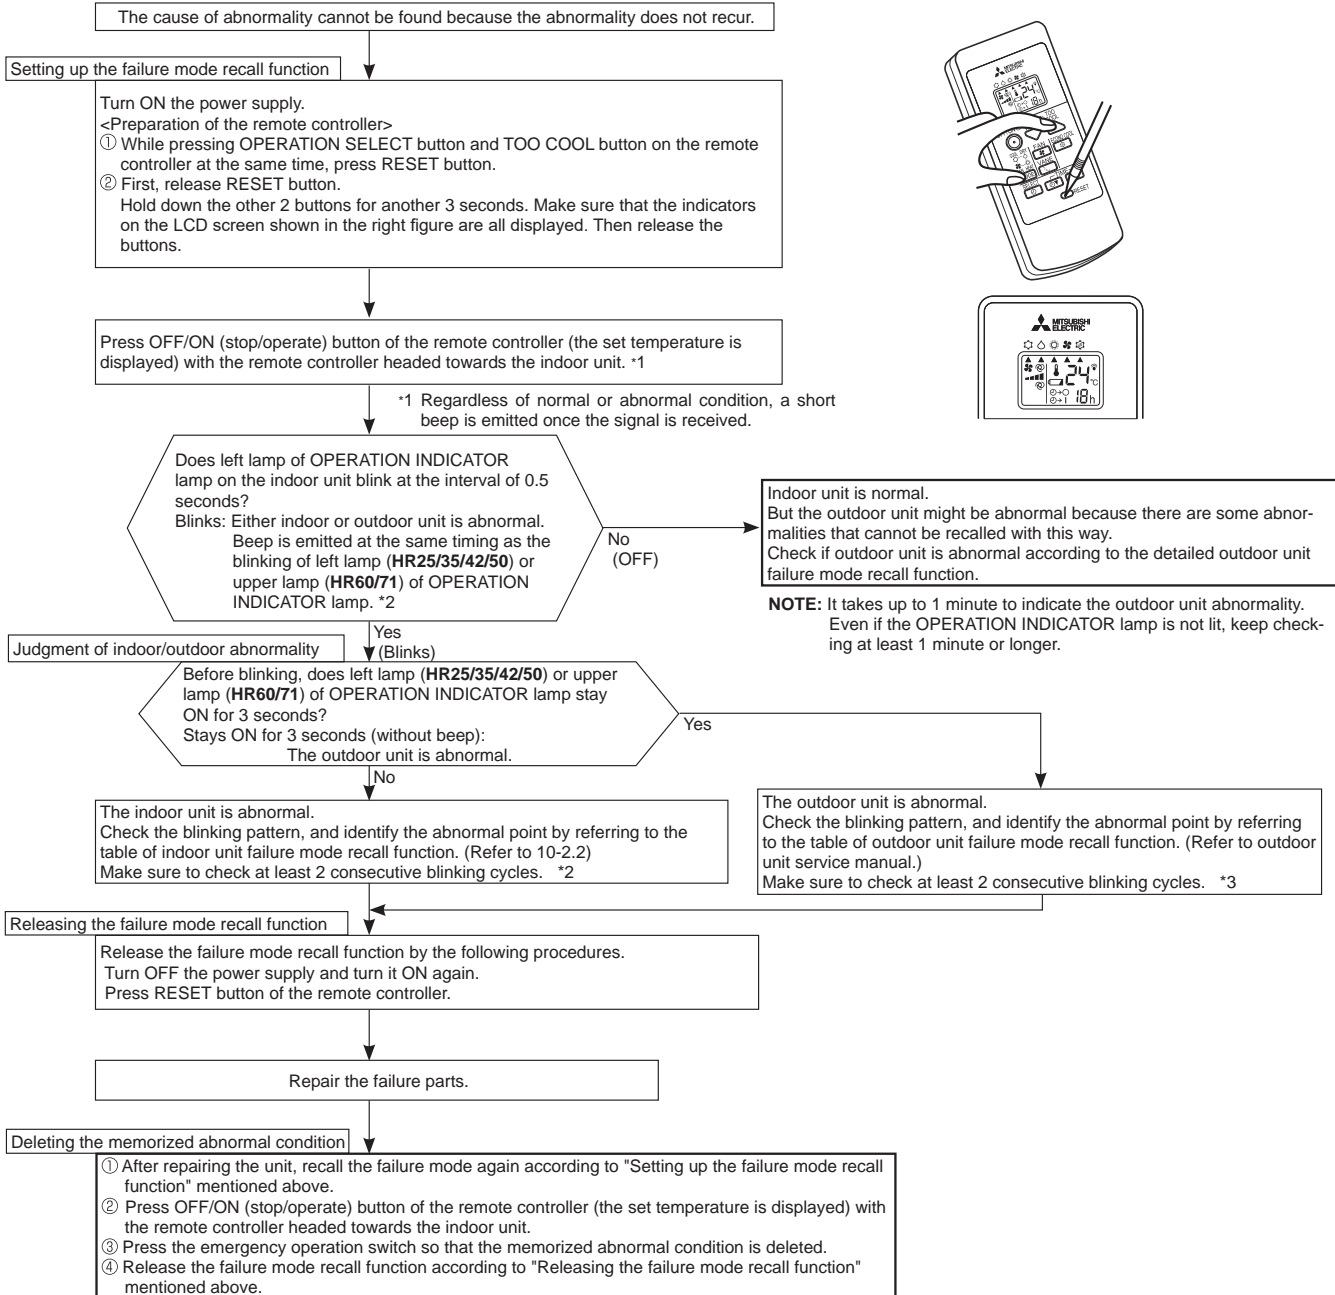 The cause of abnormality cannot be found because the abnormality does not recur.
Setting up the failure mode recall function
Turn ON the power supply.
<Preparation of the remote controller>
① While pressing OPERATION SELECT button and TOO COOL button on the remote
controller at the same time, press RESET button.
② First, release RESET button.
Hold down the other 2 buttons for another 3 seconds. Make sure that the indicators
on the LCD screen shown in the right figure are all displayed. Then release the
buttons.
MITSUBISHI
ELECTRIC
24
18h
TOO
COOL
ECONO COOL
FAN
VANE
TIME
RESET
Press OFF/ON (stop/operate) button of the remote controller (the set temperature is
displayed) with the remote controller headed towards the indoor unit. *1
MITSUBISHI
ELECTRIC
24°C
18h
*1 Regardless of normal or abnormal condition, a short
beep is emitted once the signal is received.
Does left lamp of OPERATION INDICATOR
lamp on the indoor unit blink at the interval of 0.5
seconds?
Blinks: Either indoor or outdoor unit is abnormal.
Beep is emitted at the same timing as the
blinking of left lamp (HR25/35/42/50) or
upper lamp (HR60/71) of OPERATION
INDICATOR lamp. *2
No
(OFF)
Indoor unit is normal.
But the outdoor unit might be abnormal because there are some abnor-
malities that cannot be recalled with this way.
Check if outdoor unit is abnormal according to the detailed outdoor unit
failure mode recall function.
NOTE: It takes up to 1 minute to indicate the outdoor unit abnormality.
Even if the OPERATION INDICATOR lamp is not lit, keep check-
ing at least 1 minute or longer.
Yes
(Blinks)
Judgment of indoor/outdoor abnormality
Before blinking, does left lamp (HR25/35/42/50) or upper
lamp (HR60/71) of OPERATION INDICATOR lamp stay
ON for 3 seconds?
Stays ON for 3 seconds (without beep):
The outdoor unit is abnormal.
Yes
No
The indoor unit is abnormal.
Check the blinking pattern, and identify the abnormal point by referring to the
table of indoor unit failure mode recall function. (Refer to 10-2.2)
Make sure to check at least 2 consecutive blinking cycles. *2
The outdoor unit is abnormal.
Check the blinking pattern, and identify the abnormal point by referring
to the table of outdoor unit failure mode recall function. (Refer to outdoor
unit service manual.)
Make sure to check at least 2 consecutive blinking cycles. *3
Releasing the failure mode recall function
Release the failure mode recall function by the following procedures.
Turn OFF the power supply and turn it ON again.
Press RESET button of the remote controller.
Repair the failure parts.
Deleting the memorized abnormal condition
① After repairing the unit, recall the failure mode again according to "Setting up the failure mode recall
function" mentioned above.
② Press OFF/ON (stop/operate) button of the remote controller (the set temperature is displayed) with
the remote controller headed towards the indoor unit.
③ Press the emergency operation switch so that the memorized abnormal condition is deleted.
④ Release the failure mode recall function according to "Releasing the failure mode recall function"
mentioned above.